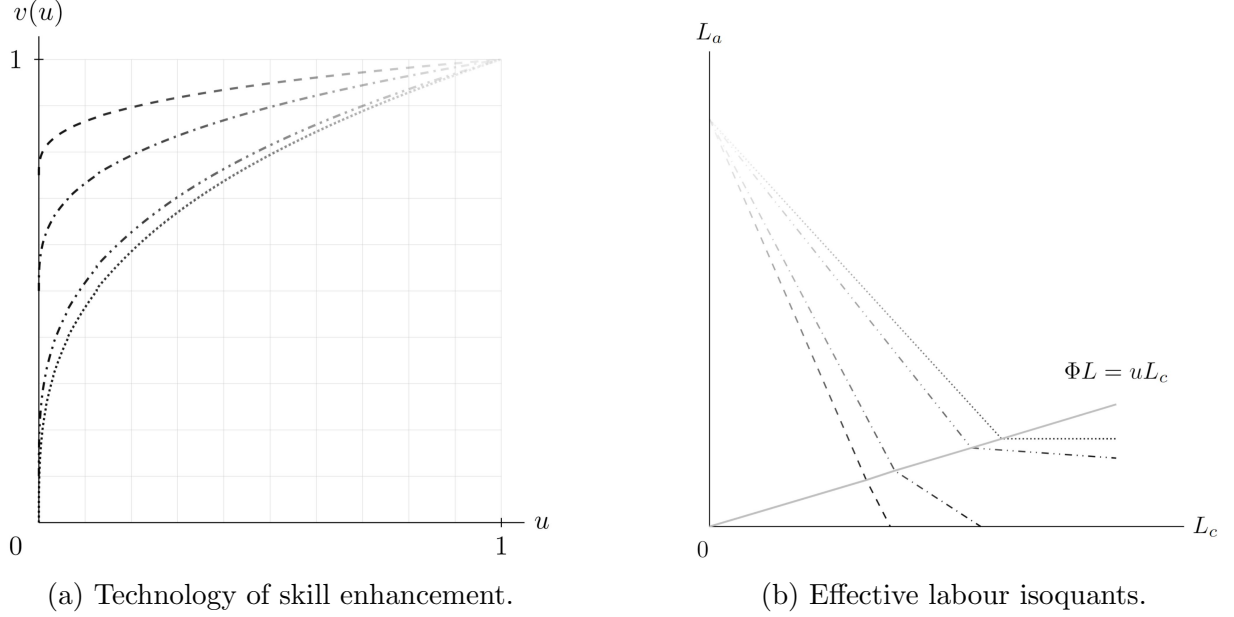 v(u)
1
0
1
u
(a) Technology of skill enhancement.
L_a
ΦL = uL_c
0
L_c
(b) Effective labour isoquants.